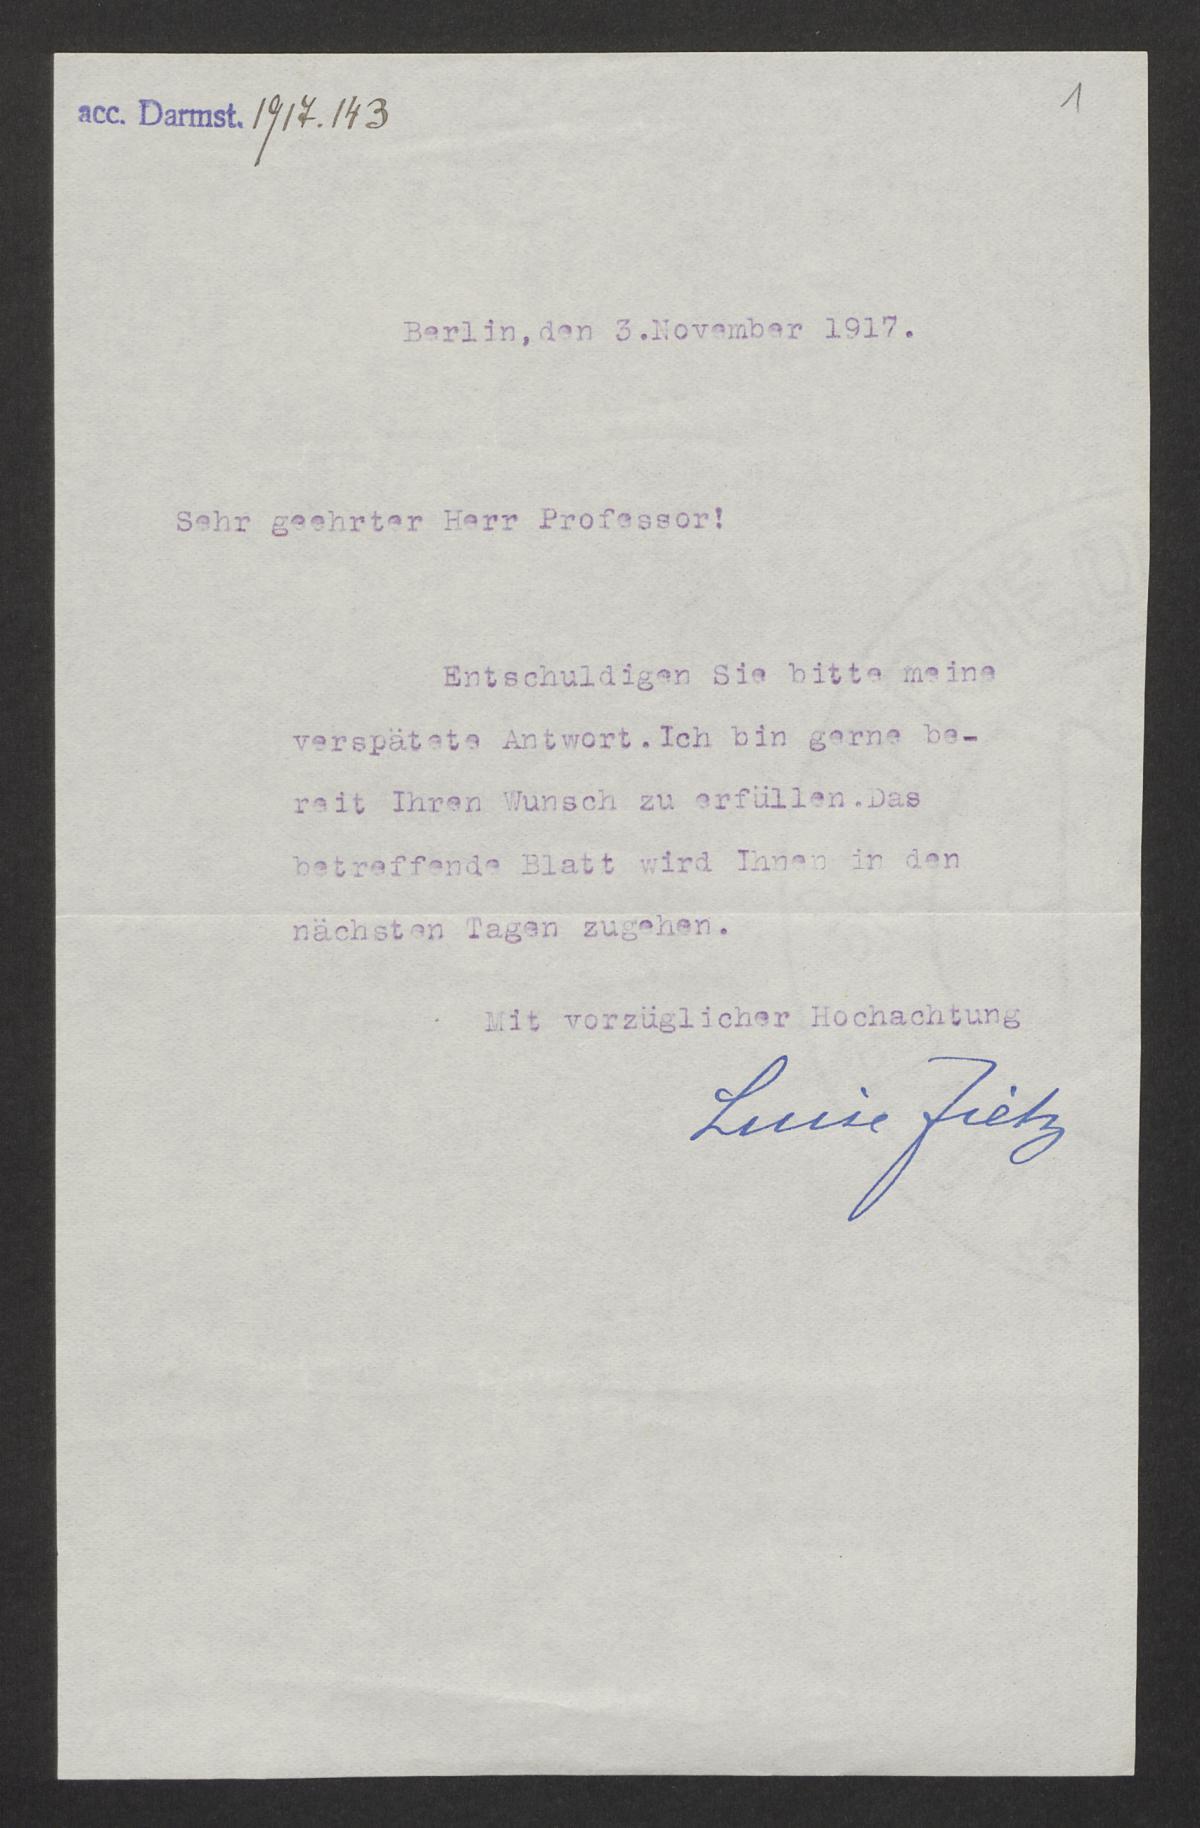 acc. Darmst. 1917.143
1
Berlin,den 3.November 1917.
Sehr geehrter Herr Professor!
Entschuldigen Sie bitte meine
verspätete Antwort.Ich bin gerne be-
reit Ihren Wunsch zu erfüllen.Das
betreffende Blatt wird Ihnen in den
nächsten Tagen zugehen.
Mit vorzüglicher Hochachtung
Luise Zietz